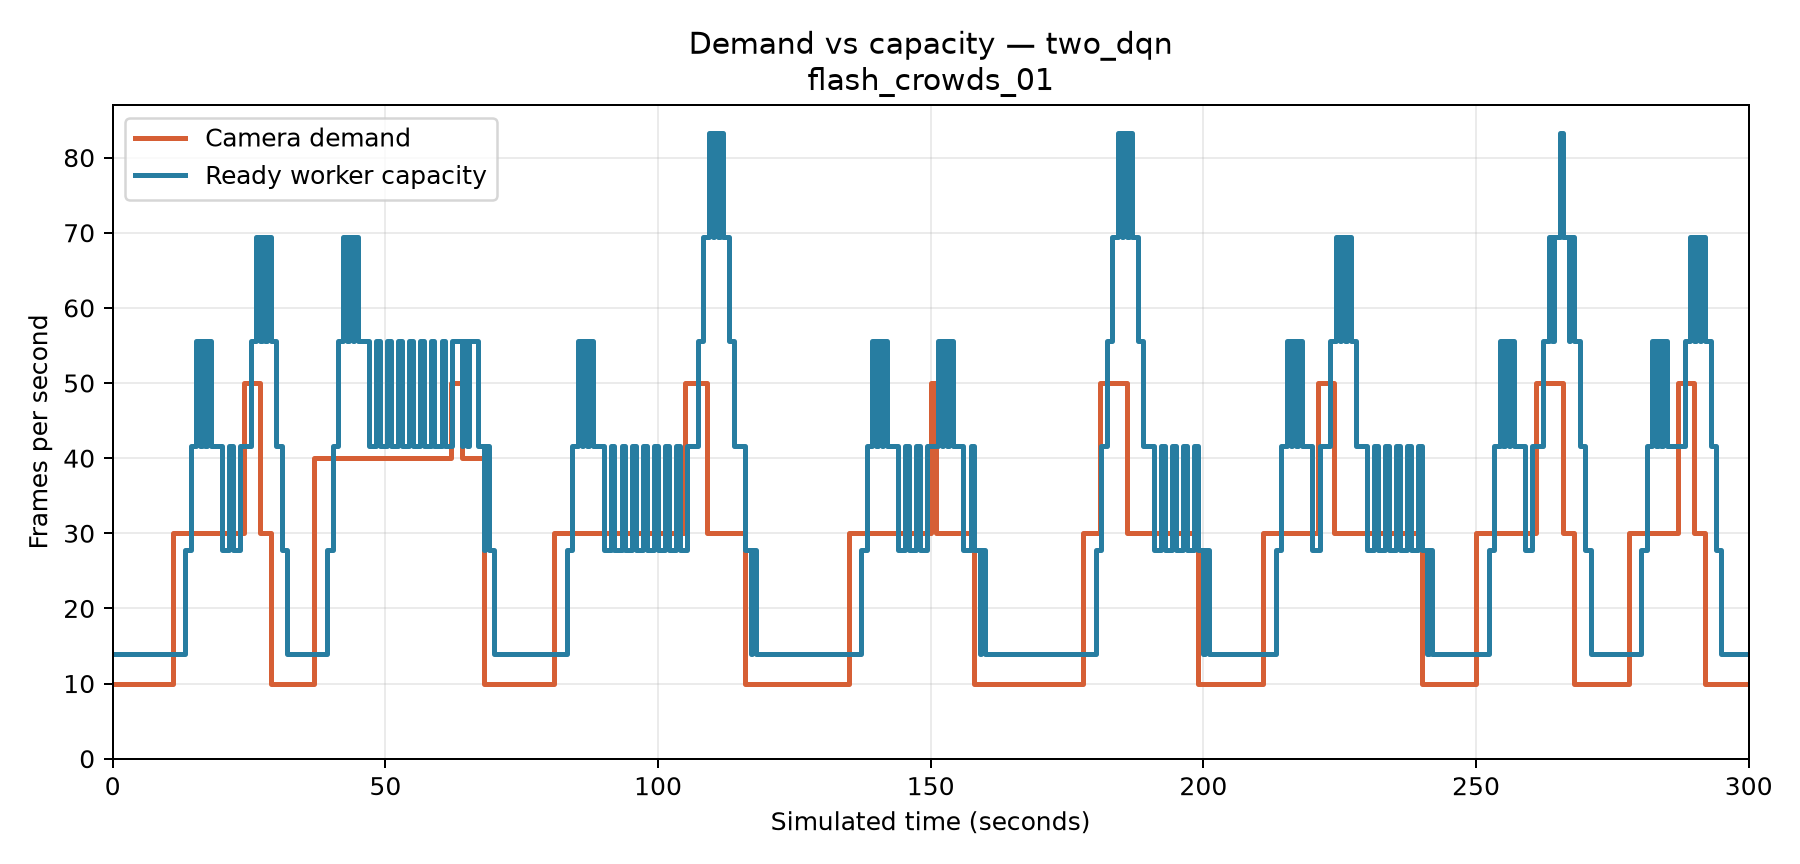 Demand vs capacity — two_dqn
flash_crowds_01
Camera demand
Ready worker capacity
Frames per second
80
70
60
50
40
30
20
10
0
0 50 100 150 200 250 300
Simulated time (seconds)